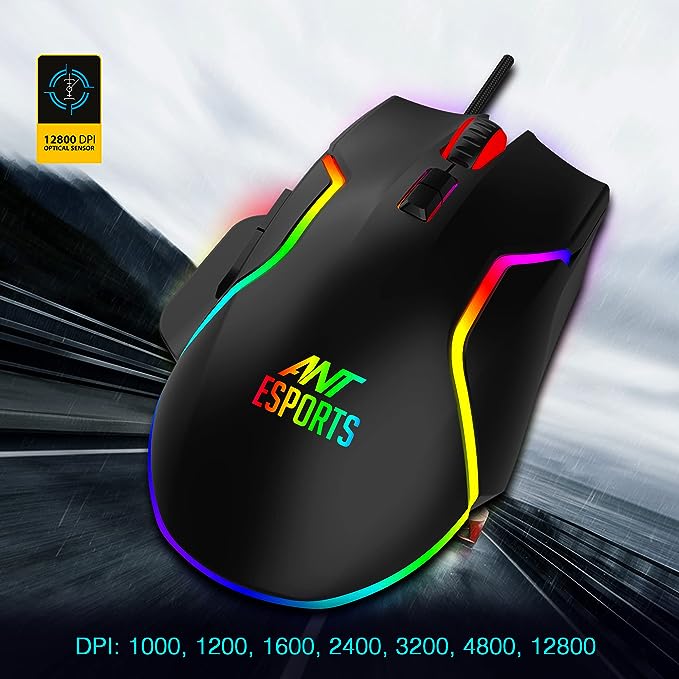 12800 DPI
OPTICAL SENSOR
ANT
ESPORTS
DPI: 1000, 1200, 1600, 2400, 3200, 4800, 12800